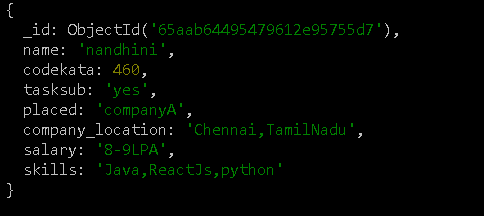 {
  _id: ObjectId('65aab64495479612e95755d7'),
  name: 'nandhini',
  codekata: 460,
  tasksub: 'yes',
  placed: 'companyA',
  company_location: 'Chennai,TamilNadu',
  salary: '8-9LPA',
  skills: 'Java,ReactJs,python'
}